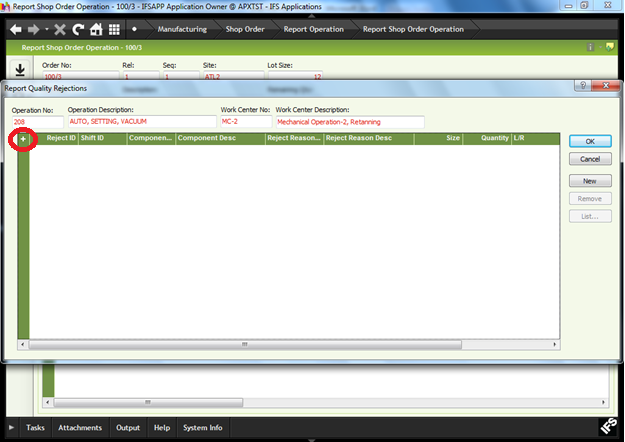 Report Shop Order Operation - 100/3 - IFSAPP Application Owner @ APXTST - IFS Applications
Manufacturing Shop Order Report Operation Report Shop Order Operation
Report Shop Order Operation - 100/3
Order No: Rel: Seq: Site: Lot Size:
100/3 1 1 ATL2 12
Report Quality Rejections
Operation No: Operation Description: Work Center No: Work Center Description:
208 AUTO, SETTING, VACUUM MC-2 Mechanical Operation-2, Retanning
+ Reject ID Shift ID Componen... Component Desc Reject Reason... Reject Reason Desc Size Quantity L/R
OK
Cancel
New
Remove
List...
Tasks Attachments Output Help System Info
IFS